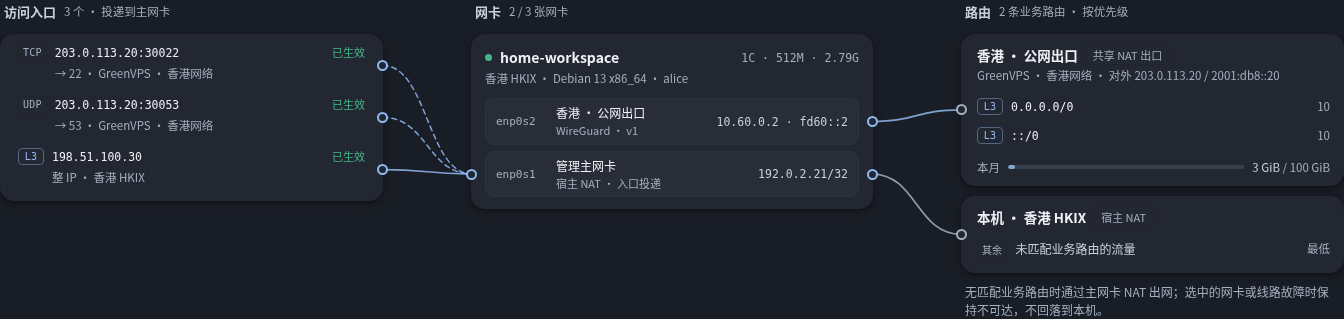 访问入口 3 个 · 投递到主网卡
TCP 203.0.113.20:30022 已生效
→ 22 · GreenVPS · 香港网络
UDP 203.0.113.20:30053 已生效
→ 53 · GreenVPS · 香港网络
L3 198.51.100.30 已生效
整 IP · 香港 HKIX
网卡 2 / 3 张网卡
home-workspace 1C · 512M · 2.79G
香港 HKIX · Debian 13 x86_64 · alice
enp0s2 香港 · 公网出口 10.60.0.2 · fd60::2
WireGuard · v1
enp0s1 管理主网卡 192.0.2.21/32
宿主 NAT · 入口投递
路由 2 条业务路由 · 按优先级
香港 · 公网出口 共享 NAT 出口
GreenVPS · 香港网络 · 对外 203.0.113.20 / 2001:db8::20
L3 0.0.0.0/0 10
L3 ::/0 10
本月 3 GiB / 100 GiB
本机 · 香港 HKIX 宿主 NAT
其余 未匹配业务路由的流量 最低
无匹配业务路由时通过主网卡 NAT 出网；选中的网卡或线路故障时保
持不可达，不回落到本机。